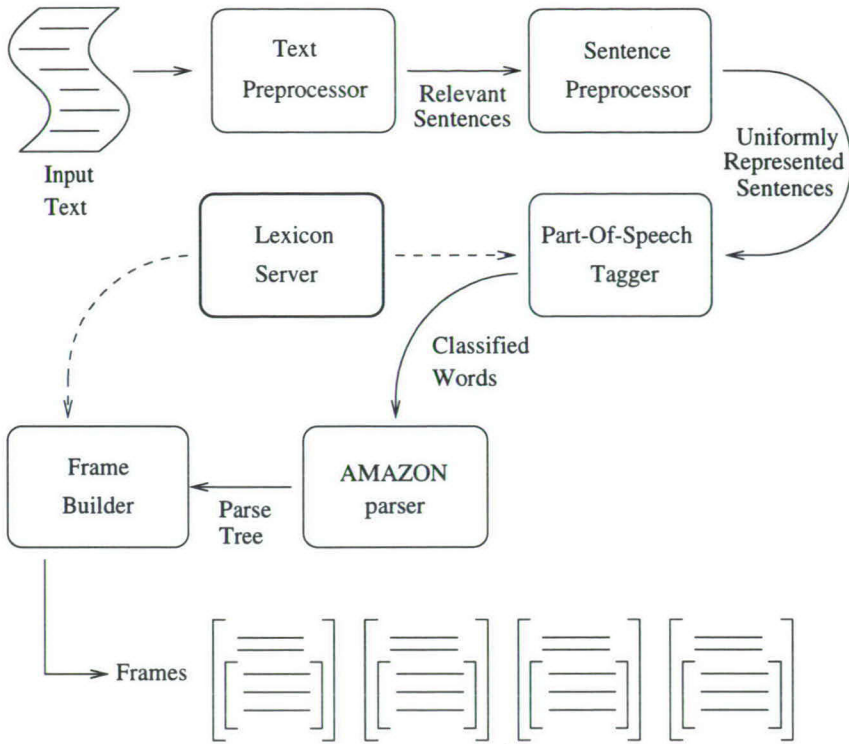 Text
Preprocessor
Relevant
Sentences
Sentence
Preprocessor
Input
Text
Uniformly
Represented
Sentences
Lexicon
Server
Part-Of-Speech
Tagger
Classified
Words
Frame
Builder
Parse
Tree
AMAZON
parser
Frames